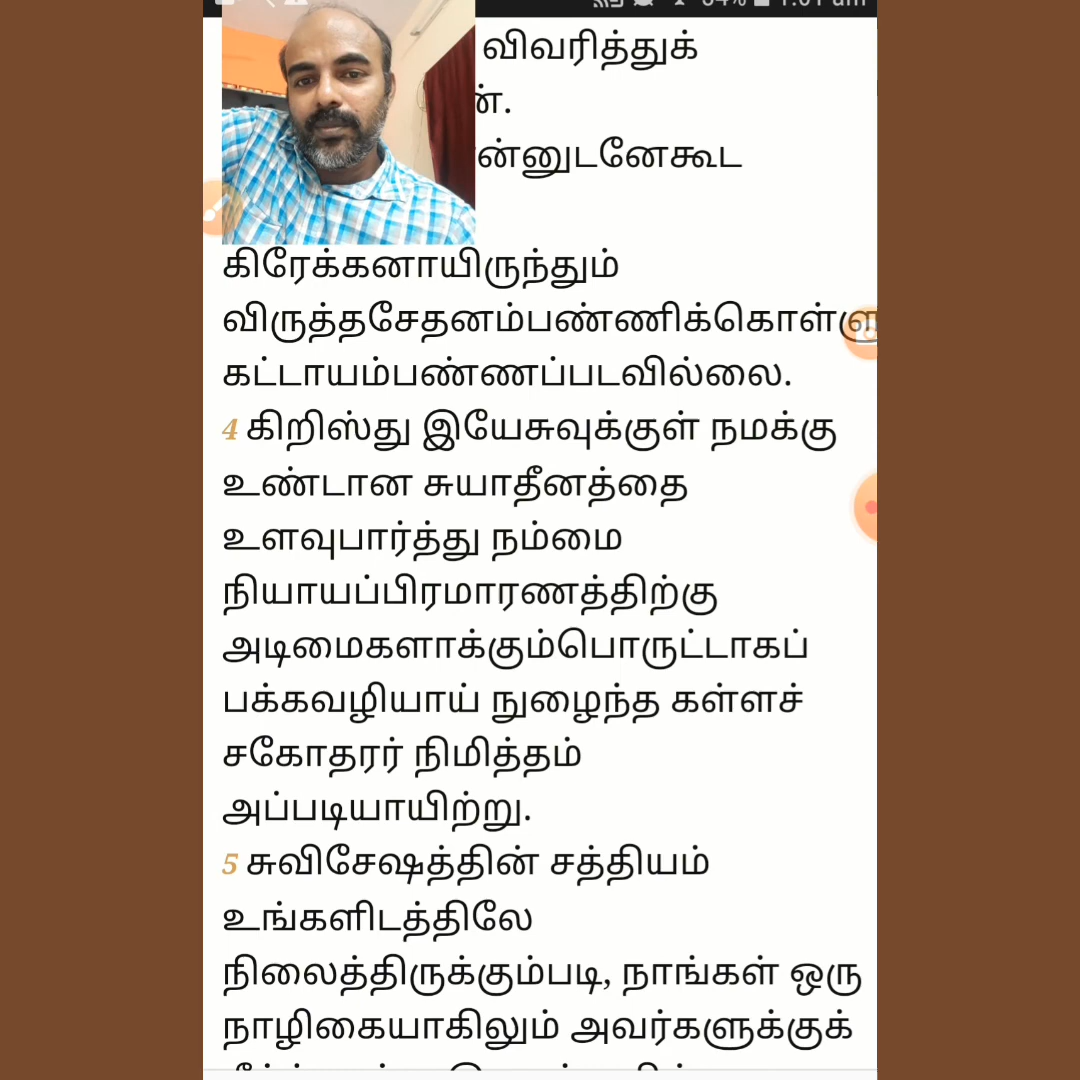 விவரித்துக்
கிரேக்கனாயிருந்தும்
விருத்தசேதனம்பண்ணிக்கொள்ளு
கட்டாயம்பண்ணப்படவில்லை.
4 கிறிஸ்து இயேசுவுக்குள் நமக்கு
உண்டான சுயாதீனத்தை
உளவுபார்த்து நம்மை
நியாயப்பிரமாரணத்திற்கு
அடிமைகளாக்கும்பொருட்டாகப்
பக்கவழியாய் நுழைந்த கள்ளச்
சகோதரர் நிமித்தம்
அப்படியாயிற்று.
5 சுவிசேஷத்தின் சத்தியம்
உங்களிடத்திலே
நிலைத்திருக்கும்படி, நாங்கள் ஒரு
நாழிகையாகிலும் அவர்களுக்குக்